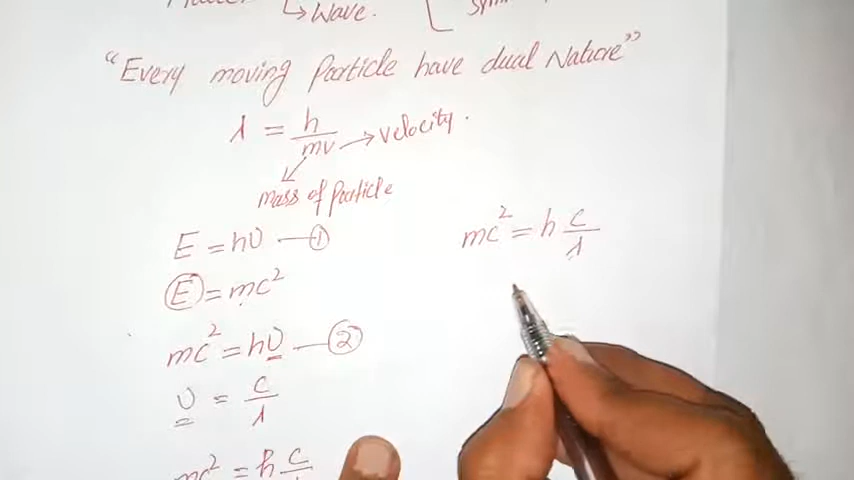 Wave.
"Every moving Particle have dual Nature"
λ = h/mv → velocity.
mass of particle
E = hυ —①
E = mc²
mc² = hυ —②
υ = c/λ
mc² = h c
mc² = h c/λ